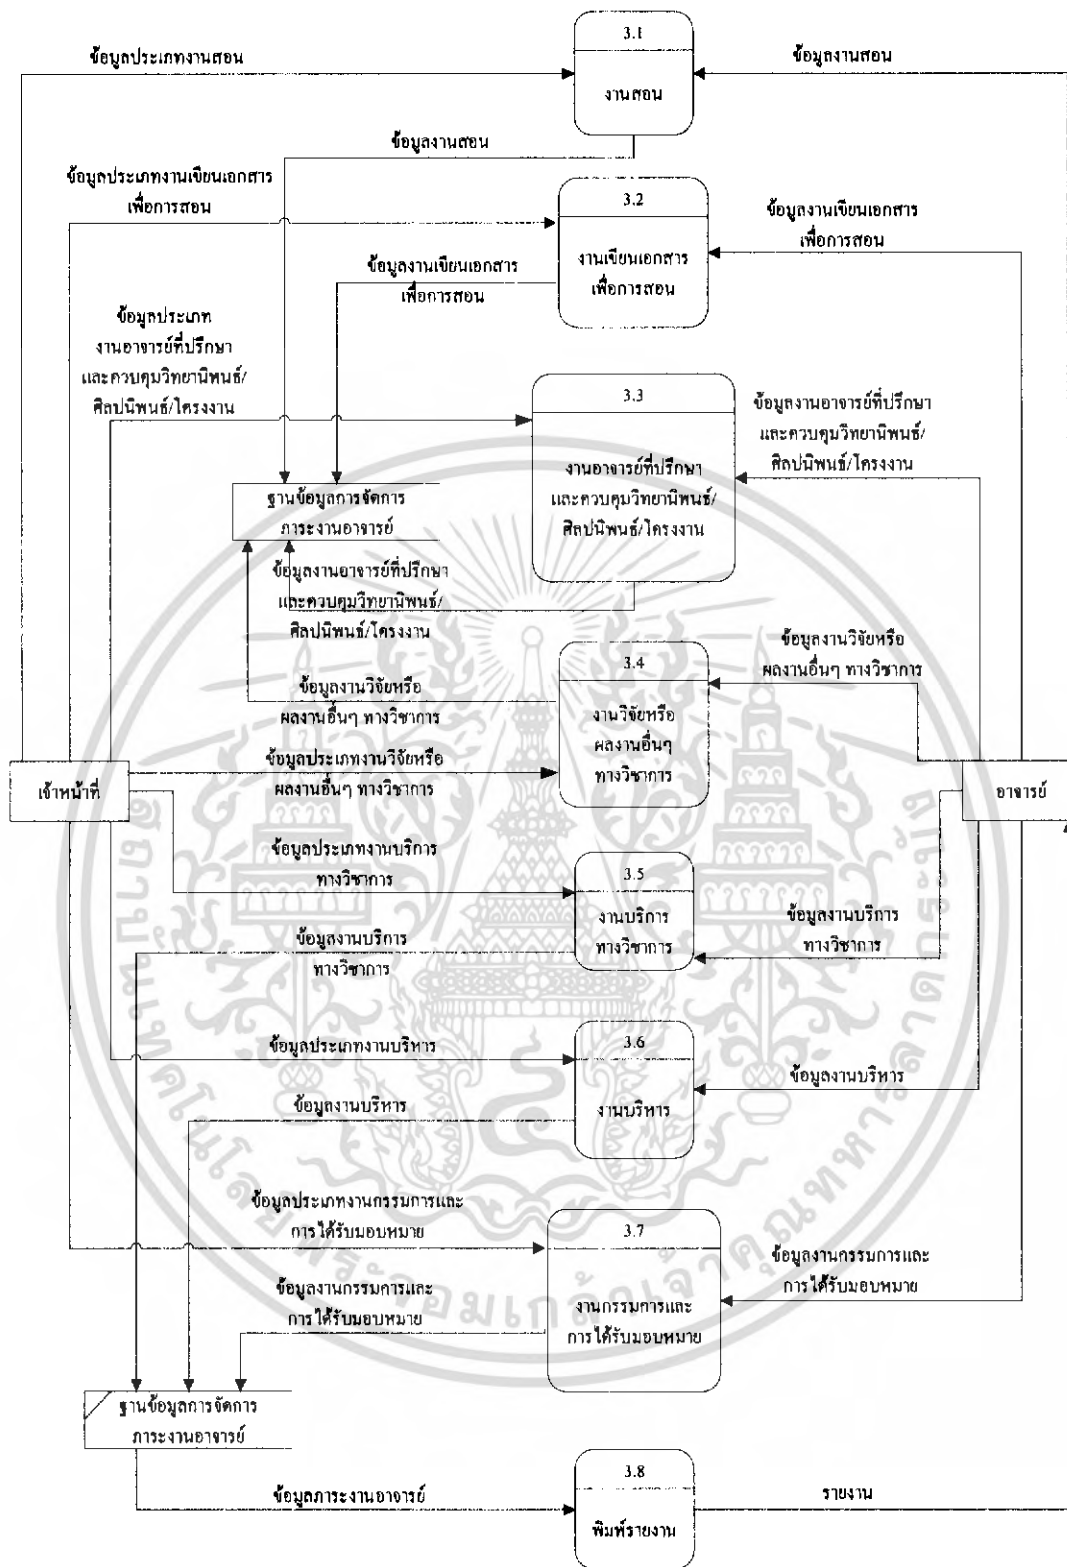 3.1
ข้อมูลประเภทงานสอน
ข้อมูลงานสอน
งานสอน
ข้อมูลงานสอน
ข้อมูลประเภทงานเขียนเอกสาร
เพื่อการสอน
3.2
ข้อมูลงานเขียนเอกสาร
เพื่อการสอน
งานเขียนเอกสาร
เพื่อการสอน
ข้อมูลงานเขียนเอกสาร
เพื่อการสอน
ข้อมูลประเภท
งานอาจารย์ที่ปรึกษา
และควบคุมวิทยานิพนธ์/
ศิลปนิพนธ์/โครงงาน
3.3
ข้อมูลงานอาจารย์ที่ปรึกษา
และควบคุมวิทยานิพนธ์/
ศิลปนิพนธ์/โครงงาน
งานอาจารย์ที่ปรึกษา
และควบคุมวิทยานิพนธ์/
ศิลปนิพนธ์/โครงงาน
ฐานข้อมูลการจัดการ
ภาระงานอาจารย์
ข้อมูลงานอาจารย์ที่ปรึกษา
และควบคุมวิทยานิพนธ์/
ศิลปนิพนธ์/โครงงาน
3.4
ข้อมูลงานวิจัยหรือ
ผลงานอื่นๆ ทางวิชาการ
ข้อมูลงานวิจัยหรือ
ผลงานอื่นๆ ทางวิชาการ
งานวิจัยหรือ
ผลงานอื่นๆ
ทางวิชาการ
ข้อมูลประเภทงานวิจัยหรือ
ผลงานอื่นๆ ทางวิชาการ
เจ้าหน้าที่
อาจารย์
ข้อมูลประเภทงานบริการ
ทางวิชาการ
3.5
งานบริการ
ทางวิชาการ
ข้อมูลงานบริการ
ทางวิชาการ
ข้อมูลงานบริการ
ทางวิชาการ
3.6
ข้อมูลประเภทงานบริหาร
ข้อมูลงานบริหาร
งานบริหาร
ข้อมูลงานบริหาร
ข้อมูลประเภทงานกรรมการและ
การได้รับมอบหมาย
3.7
ข้อมูลงานกรรมการและ
การได้รับมอบหมาย
ข้อมูลงานกรรมการและ
การได้รับมอบหมาย
งานกรรมการและ
การได้รับมอบหมาย
ฐานข้อมูลการจัดการ
ภาระงานอาจารย์
3.8
ข้อมูลภาระงานอาจารย์
รายงาน
พิมพ์รายงาน
สถาบันเทคโนโลยีพระจอมเกล้าเจ้าคุณทหารลาดกระบัง